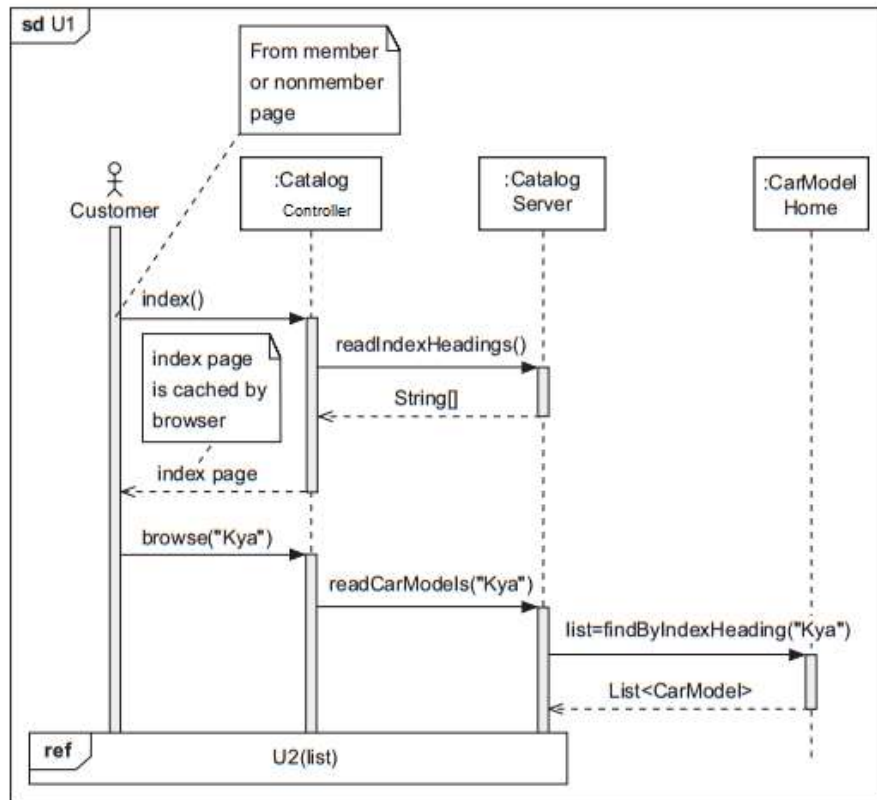 sd U1
From member
or nonmember
page
Customer
:Catalog
Controller
:Catalog
Server
:CarModel
Home
index()
readIndexHeadings()
index page
is cached by
browser
String[]
index page
browse("Kya")
readCarModels("Kya")
list=findByIndexHeading("Kya")
List<CarModel>
ref
U2(list)